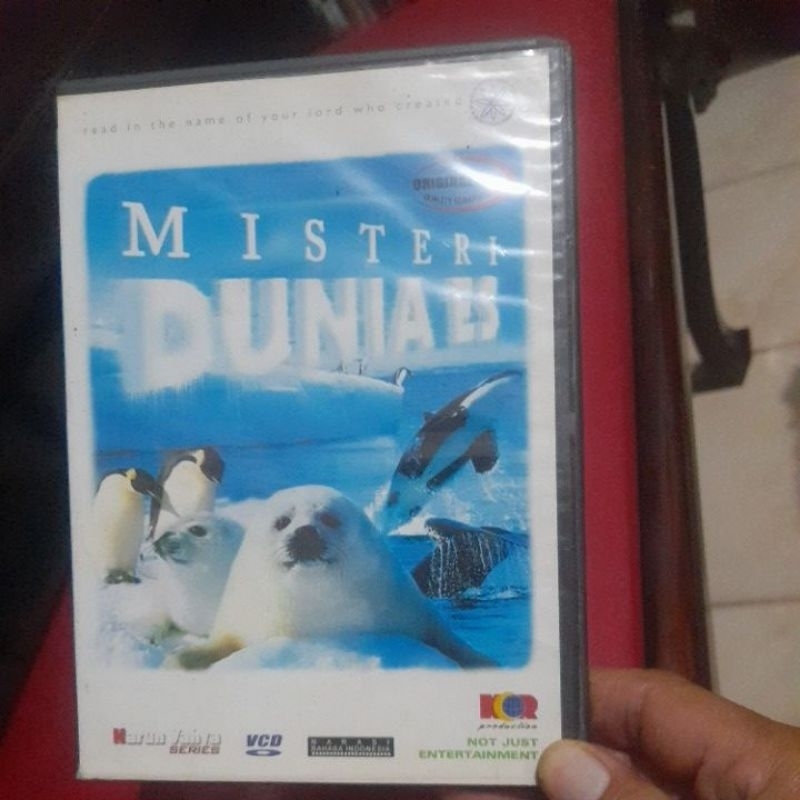 read in the name of your lord who created
ORIGINAL
MISTERI
DUNIA ES
Harun Yahya
SERIES
VCD
NARASI
BAHASA INDONESIA
production
NOT JUST
ENTERTAINMENT